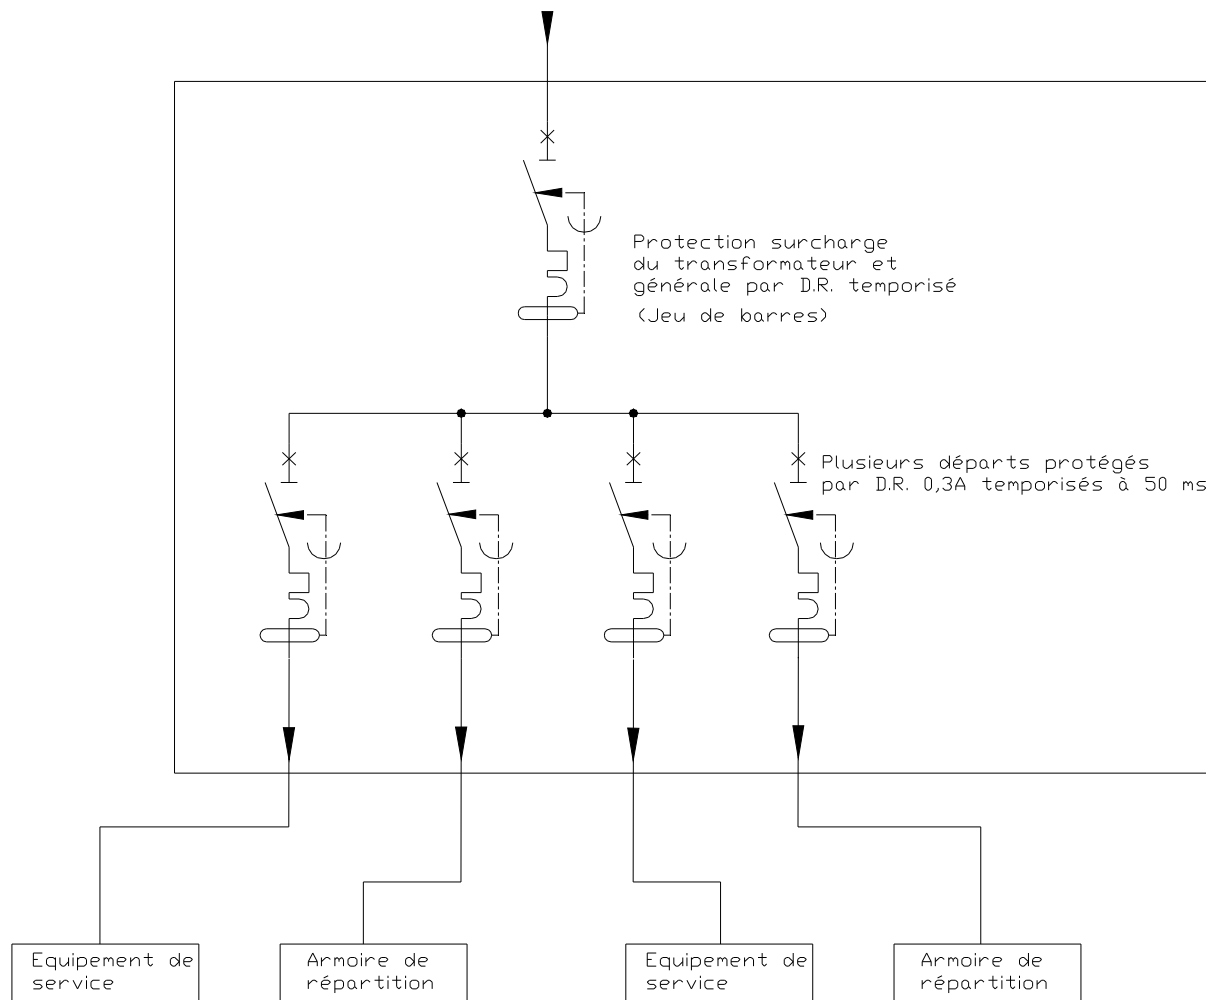 Protection surcharge
du transformateur et
générale par D.R. temporisé
(Jeu de barres)
Plusieurs départs protégés
par D.R. 0,3A temporisés à 50 ms
Equipement de
service
Armoire de
répartition
Equipement de
service
Armoire de
répartition